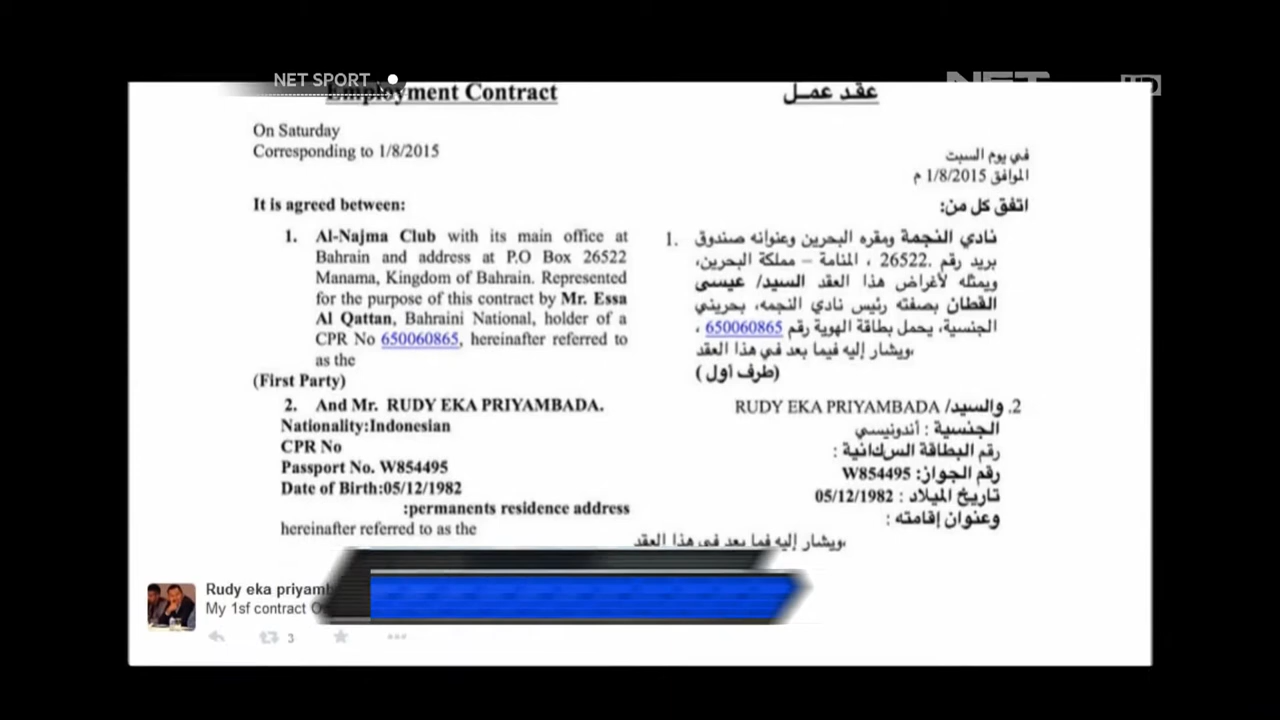 NET SPORT
NET HD
Employment Contract
عقد عمل
On Saturday
Corresponding to 1/8/2015
في يوم السبت
الموافق 1/8/2015 م
It is agreed between:
اتفق كل من:
1. Al-Najma Club with its main office at
Bahrain and address at P.O Box 26522
Manama, Kingdom of Bahrain. Represented
for the purpose of this contract by Mr. Essa
Al Qattan, Bahraini National, holder of a
CPR No 650060865, hereinafter referred to
as the
(First Party)
1. نادي النجمة ومقره البحرين وعنوانه صندوق
بريد رقم .26522 ، المنامة – مملكة البحرين،
ويمثله لأغراض هذا العقد السيد/ عيسى
القطان بصفته رئيس نادي النجمه، بحريني
الجنسية، يحمل بطاقة الهوية رقم 650060865 ،
،ويشار إليه فيما بعد في هذا العقد
(طرف أول )
2. And Mr. RUDY EKA PRIYAMBADA.
Nationality:Indonesian
CPR No
Passport No. W854495
Date of Birth:05/12/1982
:permanents residence address
hereinafter referred to as the
2. والسيد/ RUDY EKA PRIYAMBADA
الجنسية : أندونيسي
رقم البطاقة السكانية :
رقم الجواز: W854495
تاريخ الميلاد : 05/12/1982
وعنوان إقامته :
،ويشار إليه فما بعد في هذا العقد
Rudy eka priyamb
My 1sf contract
3